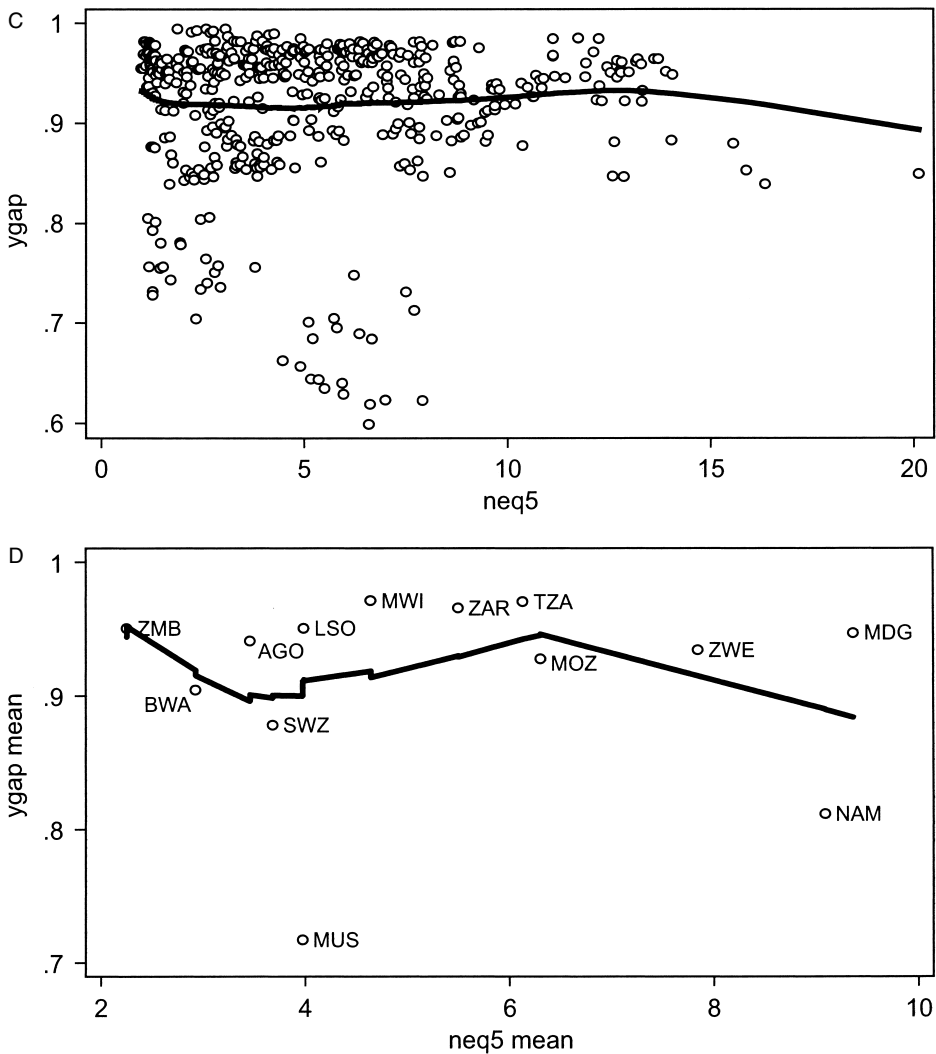 C
1
.9
.8
.7
.6
ygap
0 5 10 15 20
neq5
D
1
.9
.8
.7
ygap mean
MWI
ZAR
TZA
ZMB
LSO
MDG
AGO
ZWE
MOZ
BWA
SWZ
NAM
MUS
2 4 6 8 10
neq5 mean